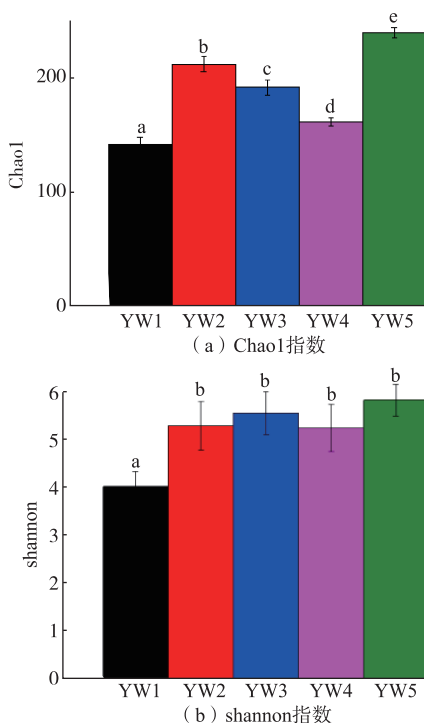 e
b
200
c
d
a
Chao1
100
0
YW1 YW2 YW3 YW4 YW5
（a）Chao1指数
6
b b b b
5
a
4
shannon
3
2
1
0
YW1 YW2 YW3 YW4 YW5
（b）shannon指数